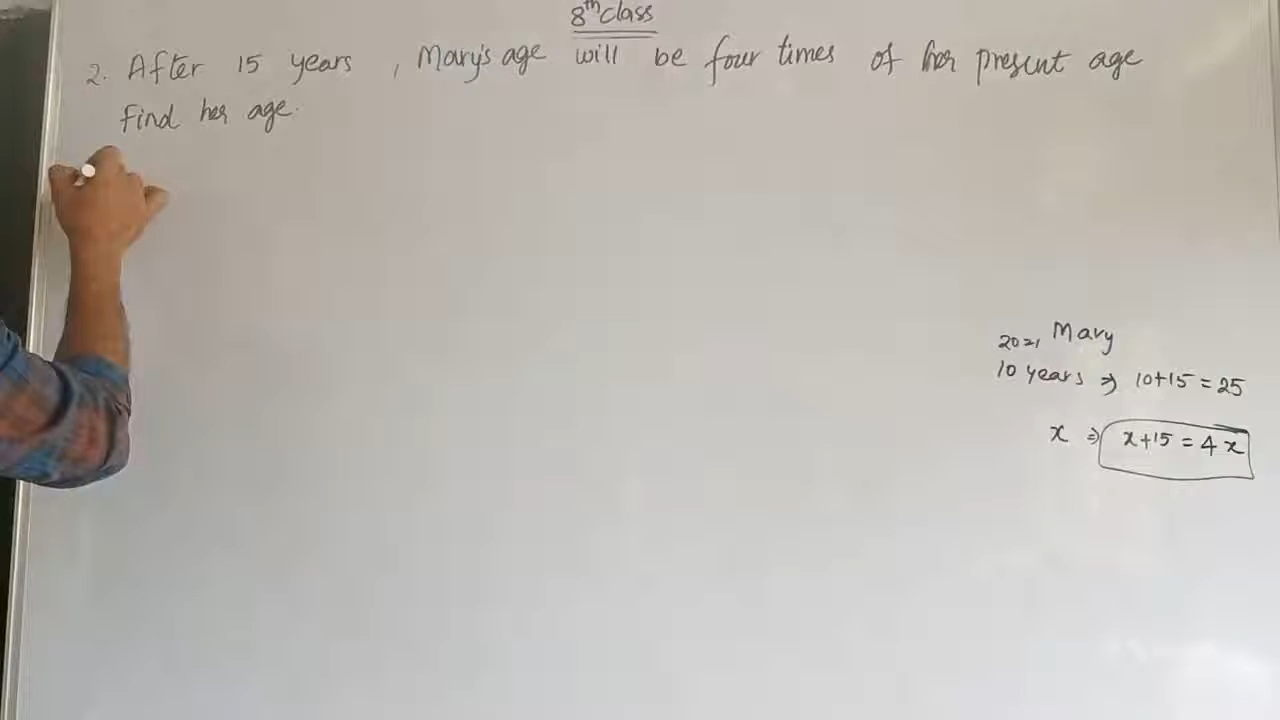 8th class
2. After 15 years , Mary's age will be four times of her present age
Find her age.
2021 Mary
10 years ⇒ 10+15 = 25
x ⇒ x+15 = 4x